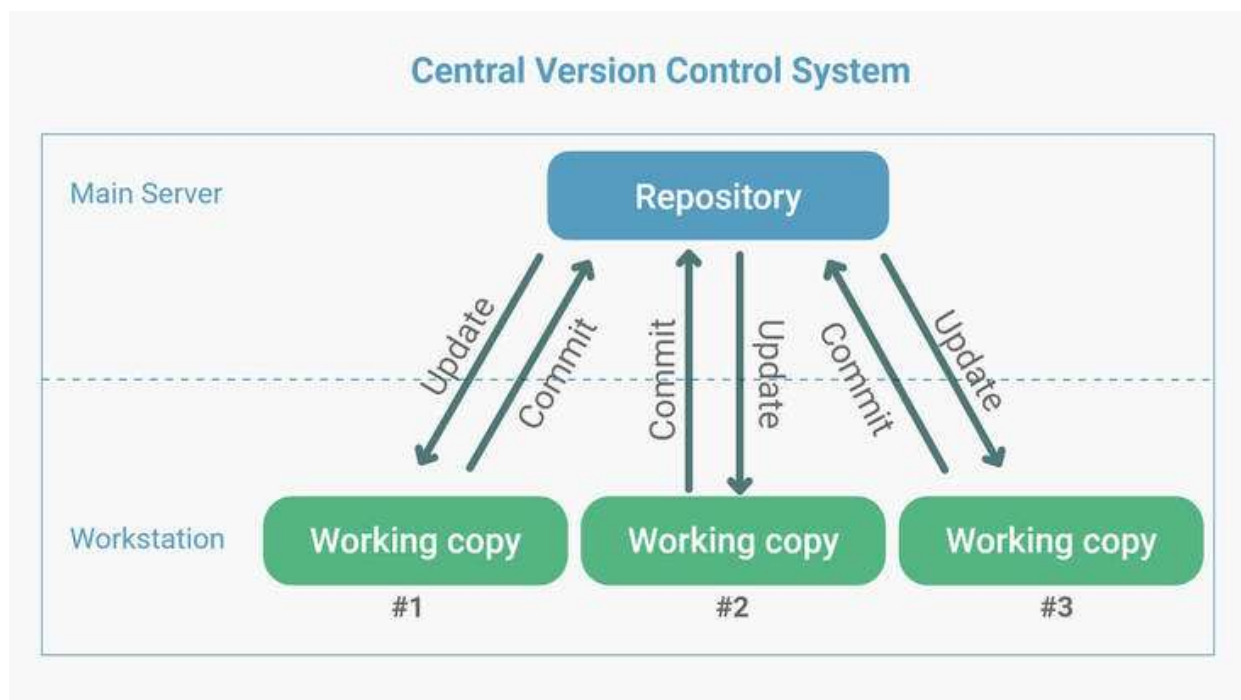 Central Version Control System
Main Server
Repository
Update
Commit
Commit
Update
Commit
Update
Workstation
Working copy
Working copy
Working copy
#1
#2
#3